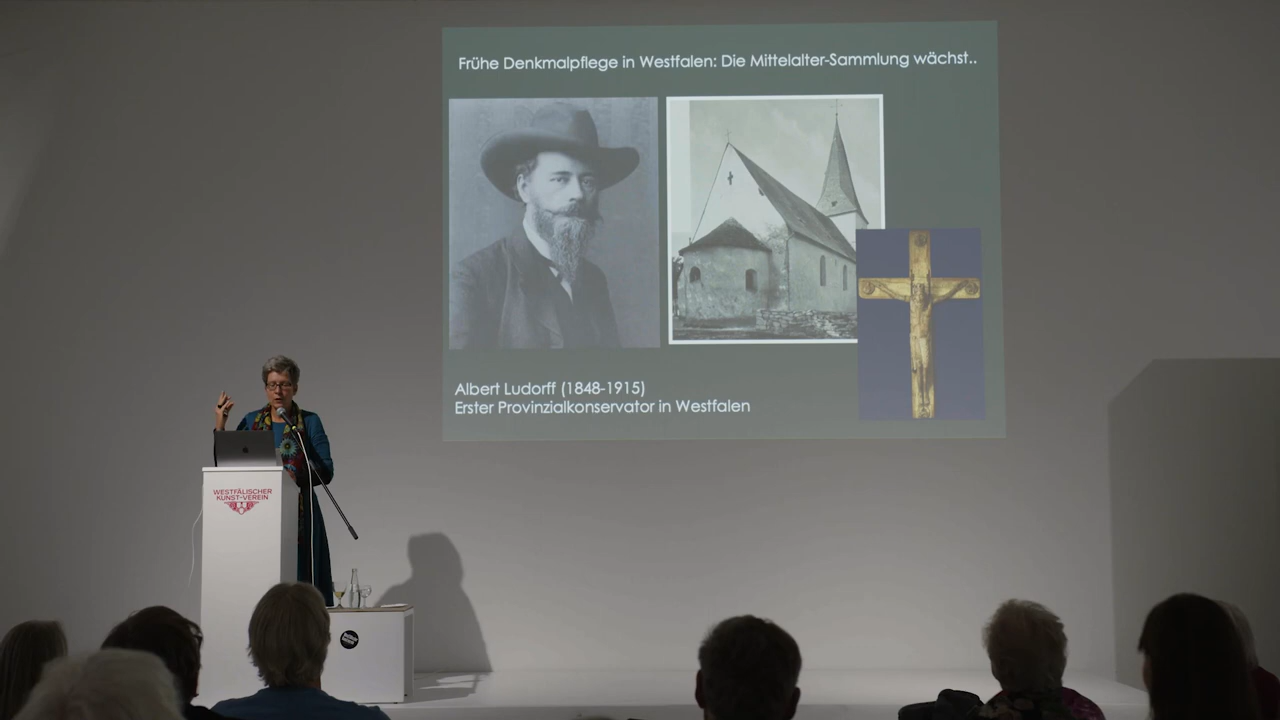 Frühe Denkmalpflege in Westfalen: Die Mittelalter-Sammlung wächst..
Albert Ludorff (1848-1915)
Erster Provinzialkonservator in Westfalen
WESTFÄLISCHER
KUNST-VEREIN